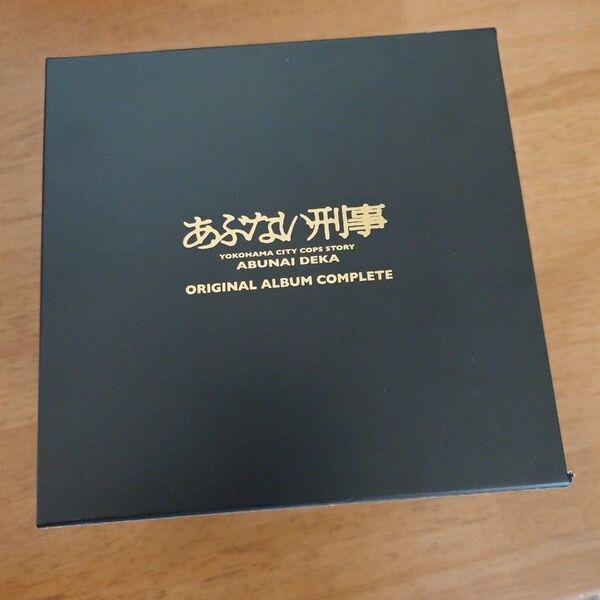 あぶない刑事
YOKOHAMA CITY COPS STORY
ABUNAI DEKA
ORIGINAL ALBUM COMPLETE